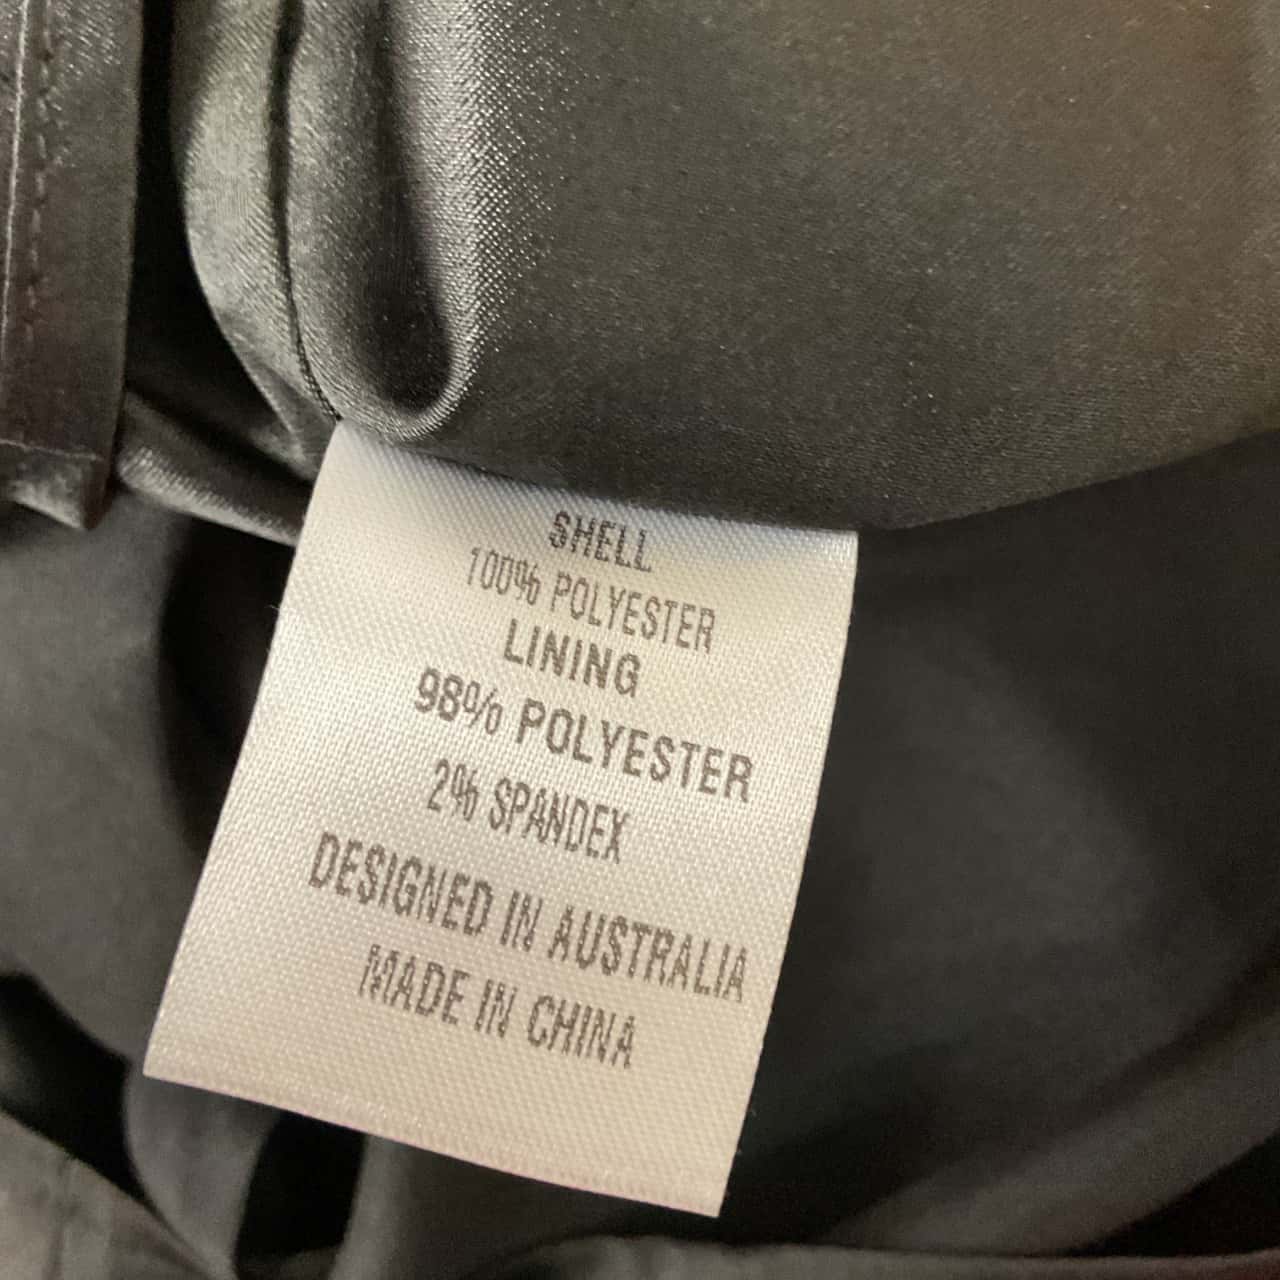 SHELL
100% POLYESTER
LINING
98% POLYESTER
2% SPANDEX
DESIGNED IN AUSTRALIA
MADE IN CHINA